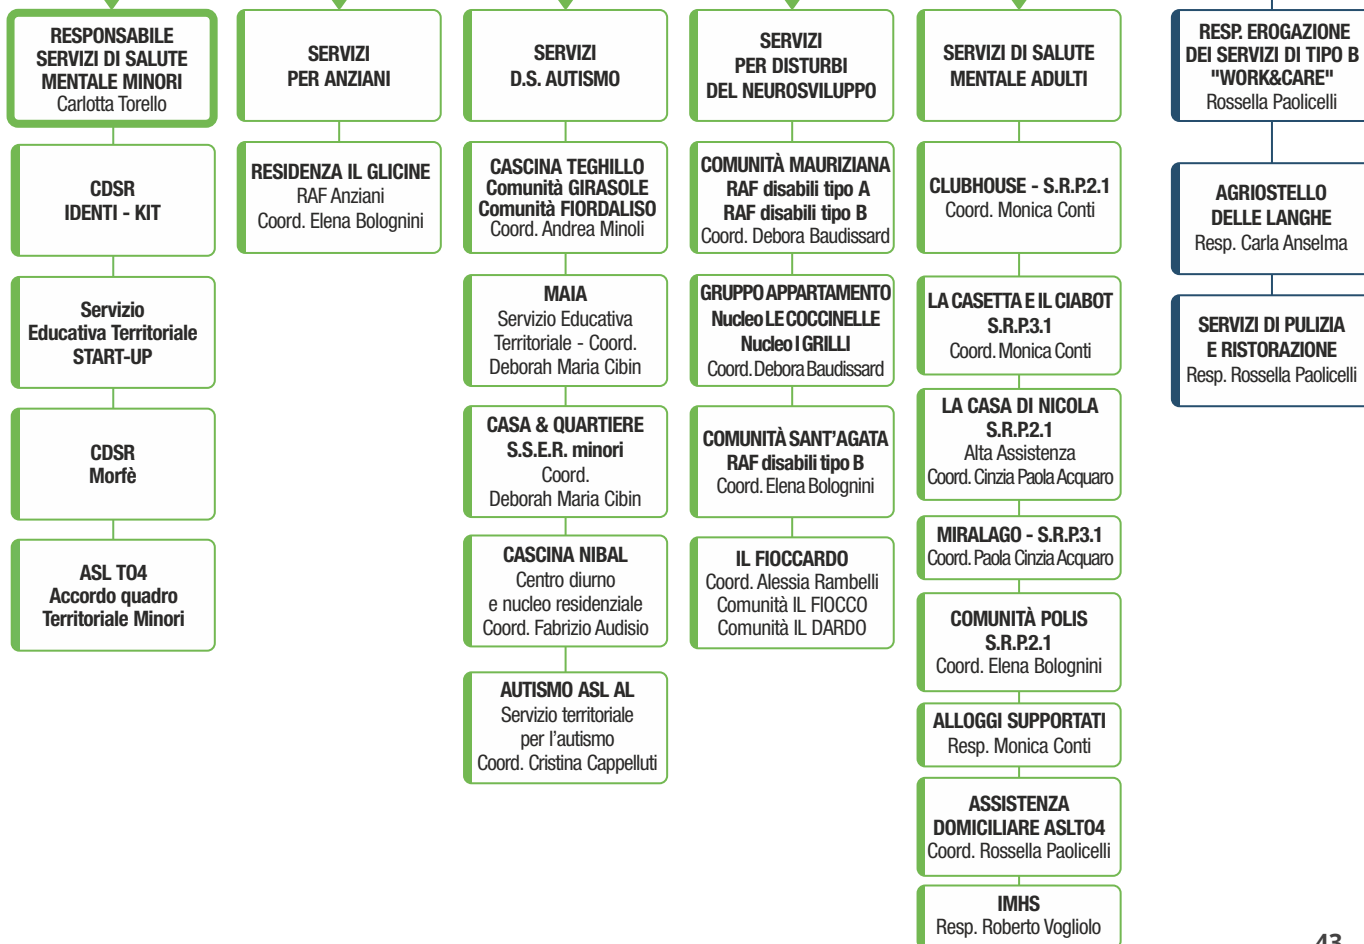 RESPONSABILE
SERVIZI DI SALUTE
MENTALE MINORI
Carlotta Torello
CDSR
IDENTI - KIT
Servizio
Educativa Territoriale
START-UP
CDSR
Morfè
ASL TO4
Accordo quadro
Territoriale Minori
SERVIZI
PER ANZIANI
RESIDENZA IL GLICINE
RAF Anziani
Coord. Elena Bolognini
SERVIZI
D.S. AUTISMO
CASCINA TEGHILLO
Comunità GIRASOLE
Comunità FIORDALISO
Coord. Andrea Minoli
MAIA
Servizio Educativa
Territoriale - Coord.
Deborah Maria Cibin
CASA & QUARTIERE
S.S.E.R. minori
Coord.
Deborah Maria Cibin
CASCINA NIBAL
Centro diurno
e nucleo residenziale
Coord. Fabrizio Audisio
AUTISMO ASL AL
Servizio territoriale
per l'autismo
Coord. Cristina Cappelluti
SERVIZI
PER DISTURBI
DEL NEUROSVILUPPO
COMUNITÀ MAURIZIANA
RAF disabili tipo A
RAF disabili tipo B
Coord. Debora Baudissard
GRUPPO APPARTAMENTO
Nucleo LE COCCINELLE
Nucleo I GRILLI
Coord. Debora Baudissard
COMUNITÀ SANT'AGATA
RAF disabili tipo B
Coord. Elena Bolognini
IL FIOCCARDO
Coord. Alessia Rambelli
Comunità IL FIOCCO
Comunità IL DARDO
SERVIZI DI SALUTE
MENTALE ADULTI
CLUBHOUSE - S.R.P.2.1
Coord. Monica Conti
LA CASETTA E IL CIABOT
S.R.P.3.1
Coord. Monica Conti
LA CASA DI NICOLA
S.R.P.2.1
Alta Assistenza
Coord. Cinzia Paola Acquaro
MIRALAGO - S.R.P.3.1
Coord. Paola Cinzia Acquaro
COMUNITÀ POLIS
S.R.P.2.1
Coord. Elena Bolognini
ALLOGGI SUPPORTATI
Resp. Monica Conti
ASSISTENZA
DOMICILIARE ASLTO4
Coord. Rossella Paolicelli
IMHS
Resp. Roberto Vogliolo
RESP. EROGAZIONE
DEI SERVIZI DI TIPO B
"WORK&CARE"
Rossella Paolicelli
AGRIOSTELLO
DELLE LANGHE
Resp. Carla Anselma
SERVIZI DI PULIZIA
E RISTORAZIONE
Resp. Rossella Paolicelli
43